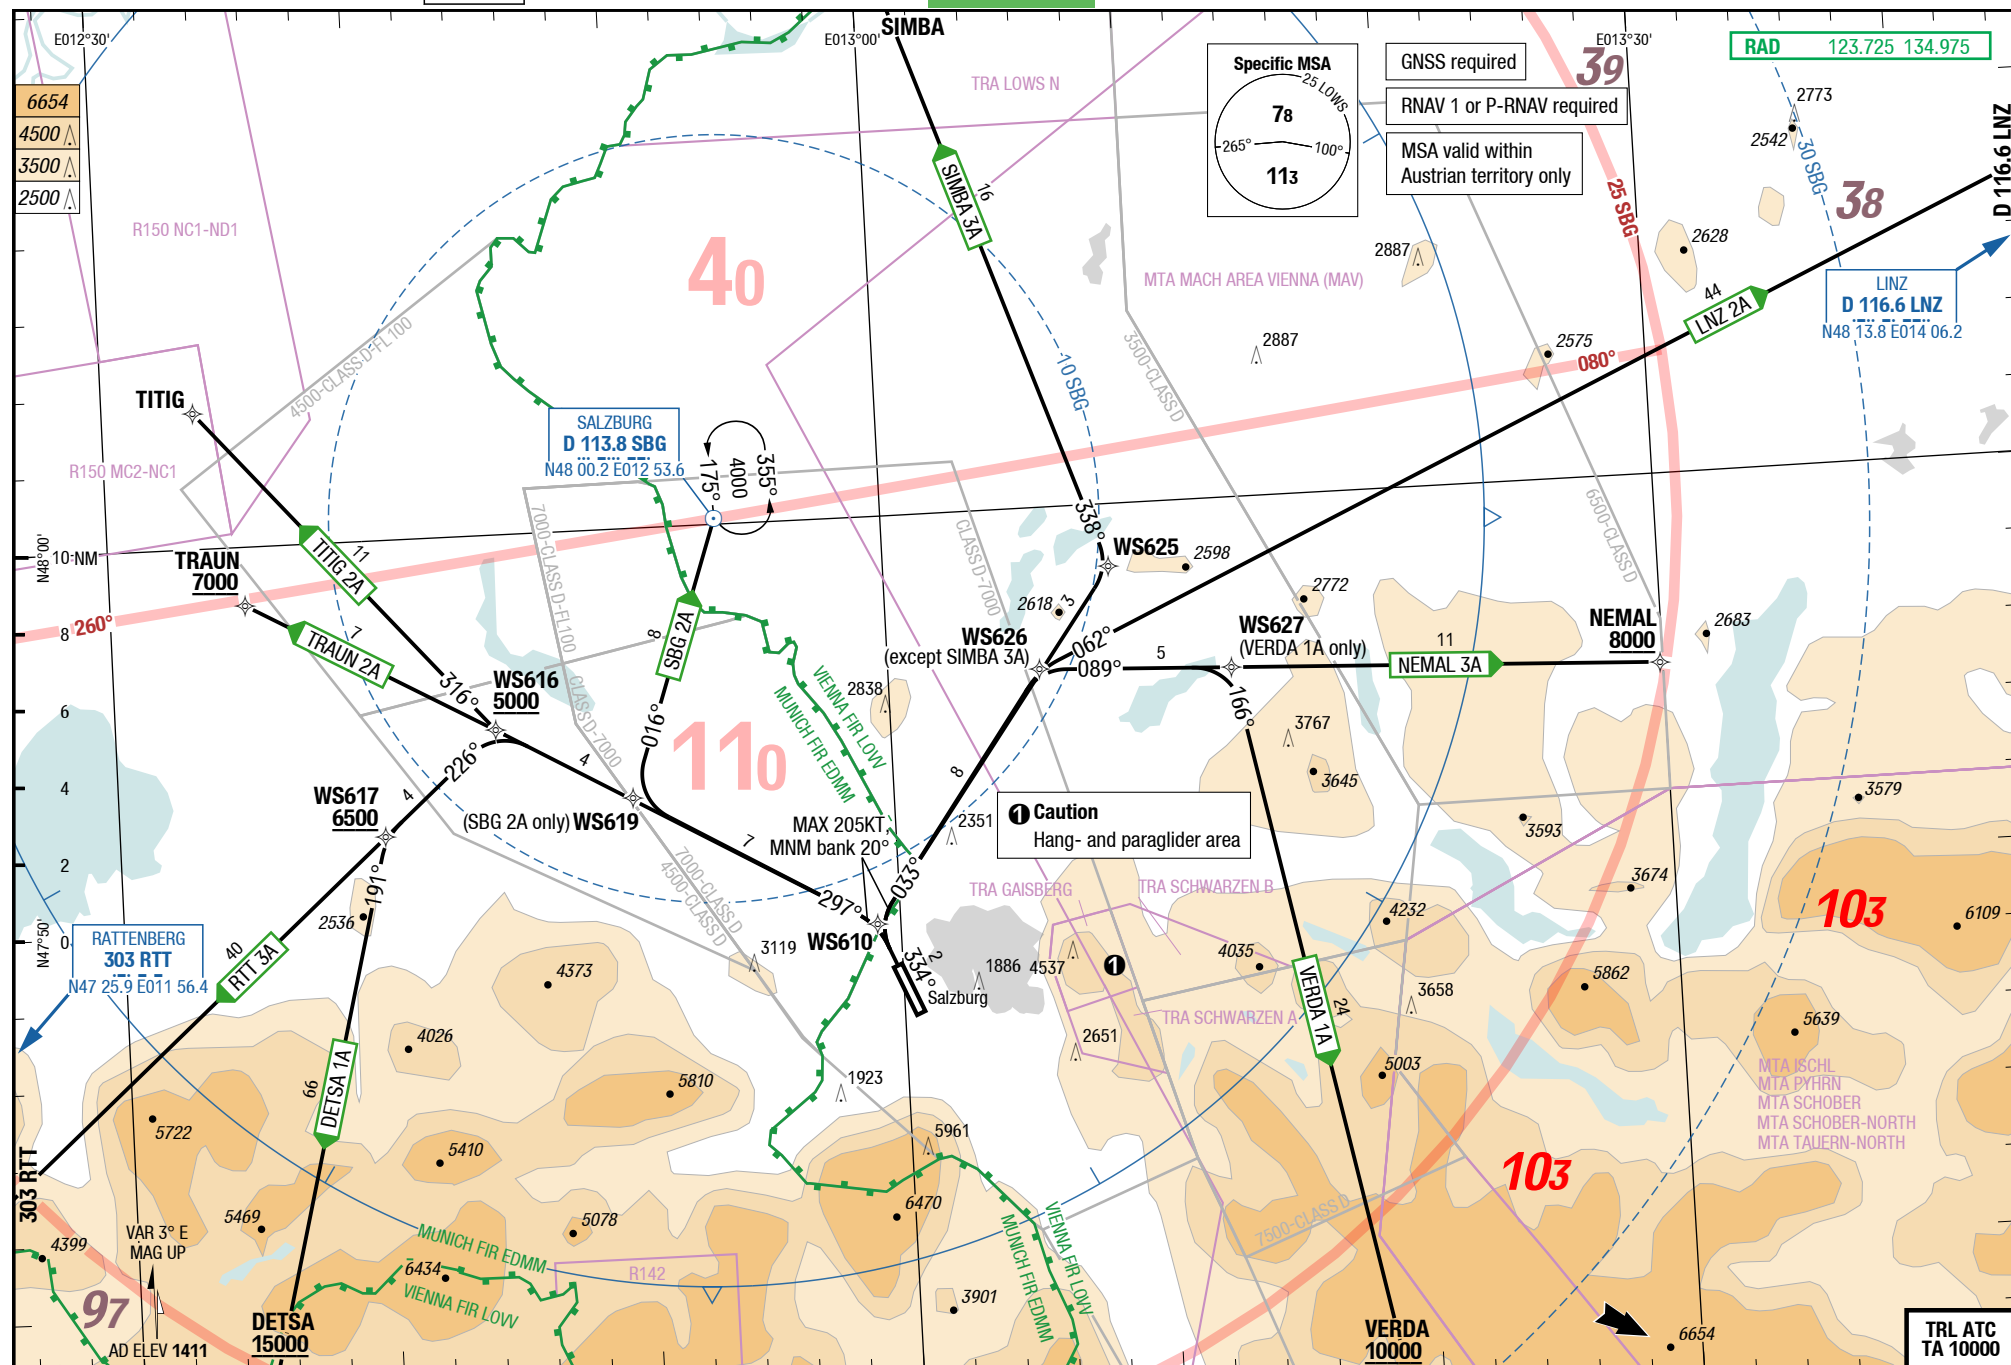 E012°30'
E013°00'
SIMBA
E013°30'
RAD 123.725 134.975
6654
4500
3500
2500
TRA LOWS N
Specific MSA
25 LOWS
78
265°
100°
113
GNSS required
RNAV 1 or P-RNAV required
MSA valid within
Austrian territory only
39
2773
2542
30 SBG
38
D 116.6 LNZ
25 SBG
R150 NC1-ND1
SIMBA 3A
16
40
2887
2628
MTA MACH AREA VIENNA (MAV)
LINZ
D 116.6 LNZ
N48 13.8 E014 06.2
44
LNZ 2A
4500-CLASS D-FL100
3500-CLASS D
2887
2575
080°
10 SBG
TITIG
SALZBURG
D 113.8 SBG
N48 00.2 E012 53.6
175°
4000
355°
R150 MC2-NC1
7000-CLASS D-FL100
CLASS D-7000
338°
6500-CLASS D
N48°00'
10 NM
TRAUN
7000
TITIG 2A
11
WS625
2598
260°
2618
3
2772
WS626
(except SIMBA 3A)
062°
WS627
(VERDA 1A only)
NEMAL
8000
2683
8
7
TRAUN 2A
8
SBG 2A
089°
5
11
NEMAL 3A
316°
WS616
5000
CLASS D-7000
2838
VIENNA FIR LOVV
MUNICH FIR EDMM
166°
6
016°
110
3767
226°
4
8
3645
4
WS617
6500
4
(SBG 2A only) WS619
MAX 205KT,
MNM bank 20°
7
2351
1 Caution
Hang- and paraglider area
3579
3593
2
7000-CLASS D
4500-CLASS D
033°
TRA GAISBERG
TRA SCHWARZEN B
3674
191°
297°
2536
4232
103
6109
N47°50'
0
RATTENBERG
303 RTT
N47 25.9 E011 56.4
40
RTT 3A
WS610
334°
2
3119
1886
4537
1
4035
VERDA 1A
24
5862
4373
Salzburg
3658
TRA SCHWARZEN A
5639
4026
2651
5003
66
DETSA 1A
5810
1923
MTA ISCHL
MTA PYHRN
MTA SCHOBER
MTA SCHOBER-NORTH
MTA TAUERN-NORTH
5722
5410
5961
103
303 RTT
5469
5078
6470
7500-CLASS D
VAR 3° E
MAG UP
4399
MUNICH FIR EDMM
VIENNA FIR LOVV
6434
R142
VIENNA FIR LOVV
MUNICH FIR EDMM
3901
97
AD ELEV 1411
DETSA
15000
VERDA
10000
6654
TRL ATC
TA 10000